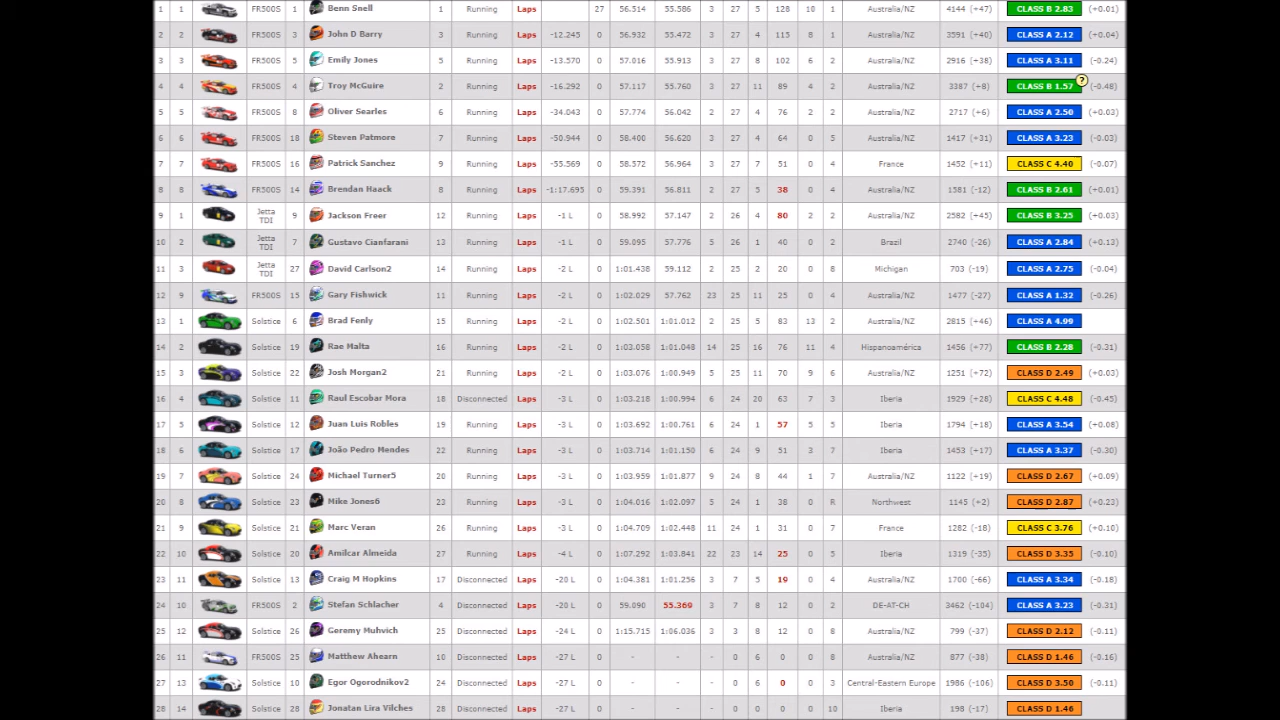 1 1 FR500S 1 Benn Snell 1 Running Laps 27 56.514 55.586 3 27 5 128 10 1 Australia/NZ 4144 (+47) CLASS B 2.83 (+0.01)
2 2 FR500S 3 John D Barry 3 Running Laps -12.245 0 56.932 55.472 3 27 4 115 8 1 Australia/NZ 3591 (+40) CLASS A 2.12 (+0.04)
3 3 FR500S 5 Emily Jones 5 Running Laps -13.570 0 57.016 55.913 3 27 8 102 6 2 Australia/NZ 2916 (+38) CLASS A 3.11 (-0.24)
4 4 FR500S 4 Troy McGuire 2 Running Laps -16.292 0 57.117 55.760 3 27 11 89 4 2 Australia/NZ 3387 (+8) CLASS B 1.57 ? (-0.48)
5 5 FR500S 8 Oliver Earle 6 Running Laps 0 57.774 56.042 2 27 4 76 2 2 Australia/NZ 2717 (+6) CLASS A 2.50 (+0.03)
6 6 FR500S 18 Steven Patmore 7 Running Laps -50.944 0 58.400 56.620 3 27 4 64 0 5 Australia/NZ 1417 (+31) CLASS A 3.23 (-0.03)
7 7 FR500S 16 Patrick Sanchez 9 Running Laps -53.569 0 58.372 56.964 3 27 7 51 0 4 France 1452 (-11) CLASS C 4.40 (-0.07)
8 8 FR500S 14 Brendan Haack 8 Running Laps -1:17.695 0 59.391 56.811 2 27 5 38 0 4 Australia/NZ 1581 (-12) CLASS B 2.61 (-0.01)
9 1 Jetta TDI 9 Jackson Freer 12 Running Laps -1 L 0 58.992 57.147 2 26 4 80 2 2 Australia/NZ 2582 (+45) CLASS B 3.25 (+0.03)
10 2 Jetta TDI 7 Gustavo Cianfarani 13 Running Laps -1 L 0 59.095 57.776 5 26 1 40 0 2 Brazil 2740 (-26) CLASS A 2.84 (+0.13)
11 3 Jetta TDI 27 David Carlson2 14 Running Laps -2 L 0 1:01.438 59.112 2 25 2 20 0 8 Michigan 703 (-19) CLASS A 2.75 (-0.04)
12 9 FR500S 15 Gary Fishwick 11 Running Laps -2 L 0 1:02.029 57.762 23 25 11 25 0 4 Australia/NZ 1477 (-27) CLASS A 1.32 (-0.26)
13 1 Solstice 6 Brad Fenly 15 Running Laps -2 L 0 1:02.321 1:01.012 2 25 5 83 13 2 Australia/NZ 2815 (+46) CLASS A 4.99
14 2 Solstice 19 Rae Malta 16 Running Laps -2 L 0 1:03.058 1:01.048 14 25 16 76 11 4 Hispanoamé 1456 (+77) CLASS B 2.28 (-0.31)
15 3 Solstice 22 Josh Morgan2 21 Running Laps -2 L 0 1:03.076 1:00.949 5 25 11 70 9 6 Australia/NZ 1251 (+72) CLASS D 2.49 (+0.03)
16 4 Solstice 11 Raul Escobar Mora 18 Disconnected Laps -3 L 0 1:03.218 1:00.994 6 24 20 63 7 3 Iberia 1929 (+28) CLASS C 4.48 (-0.45)
17 5 Solstice 12 Juan Luis Robles 19 Running Laps -3 L 0 1:03.692 1:00.761 6 24 14 57 5 5 Iberia 1794 (+18) CLASS A 3.54 (+0.08)
18 6 Solstice 17 João Pedro Mendes 22 Running Laps -3 L 0 1:03.714 1:01.150 6 24 9 51 3 7 Iberia 1453 (+17) CLASS A 3.37 (-0.30)
19 7 Solstice 24 Michael Turner5 20 Running Laps -3 L 0 1:03.959 1:01.877 9 24 18 44 1 7 Australia/NZ 1122 (+19) CLASS D 2.67 (+0.09)
20 8 Solstice 23 Mike Jones6 23 Running Laps -3 L 0 5 24 1 38 0 R Northwest 1145 (+2) CLASS D 2.87 (+0.23)
21 9 Solstice 21 Marc Veran 26 Running Laps -3 L 0 1:02.448 11 24 1 31 0 7 France 1282 (-18) CLASS C 3.76 (+0.10)
22 10 Solstice 20 Amilcar Almeida 27 Running Laps 0 1:03.841 22 23 14 25 0 5 Iberia 1319 (-35) CLASS D 3.35 (-0.10)
23 11 Solstice 13 Craig M Hopkins 17 Disconnected Laps -20 L 0 1:04.381 1:01.256 3 7 5 19 0 4 Australia/NZ 1780 (-66) CLASS A 3.34 (-0.18)
24 10 FR500S 2 Stefan Schlacher 4 Disconnected Laps -20 L 0 59.090 55.369 3 7 8 12 0 2 DE-AT-CH 3462 (-104) CLASS A 3.23 (-0.31)
25 12 Solstice 26 Geremy Muhvich 25 Disconnected Laps -24 L 0 1:15.713 1:06.036 3 3 8 12 0 8 Australia/NZ 799 (-37) CLASS D 2.12 (-0.11)
26 11 FR500S 25 Matthew Ahearn 10 Disconnected Laps -27 L 0 - - - 0 6 0 0 8 Australia/NZ 877 (-38) CLASS D 1.46 (-0.16)
27 13 Solstice 10 Egor Ogorodnikov2 24 Disconnected Laps -27 L 0 - - - 0 6 0 0 3 Central-Eastern Europe 1986 (-106) CLASS D 3.50 (-0.11)
28 14 Solstice 28 Jonatan Lira Vilches 28 Disconnected Laps -27 L 0 - - - 0 0 0 0 10 Iberia 198 (-17) CLASS D 1.46